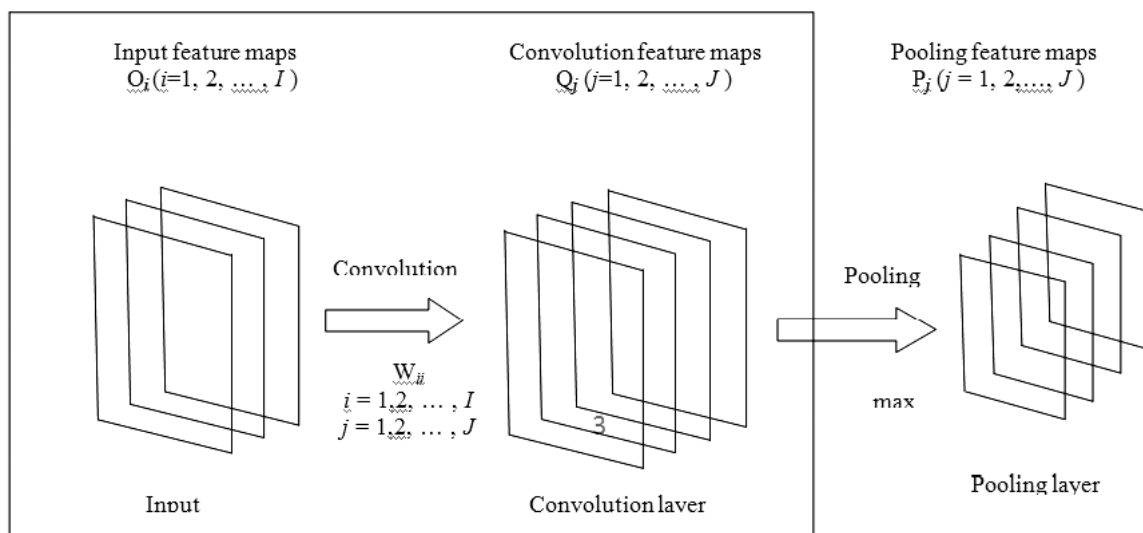 Input feature maps
O_i (i=1, 2, … , I )
Convolution feature maps
Q_j (j=1, 2, … , J )
Pooling feature maps
P_j (j = 1, 2,…, J )
Convolution
W_ij
i = 1,2, … , I
j = 1,2, … , J
3
Pooling
max
Input
Convolution layer
Pooling layer